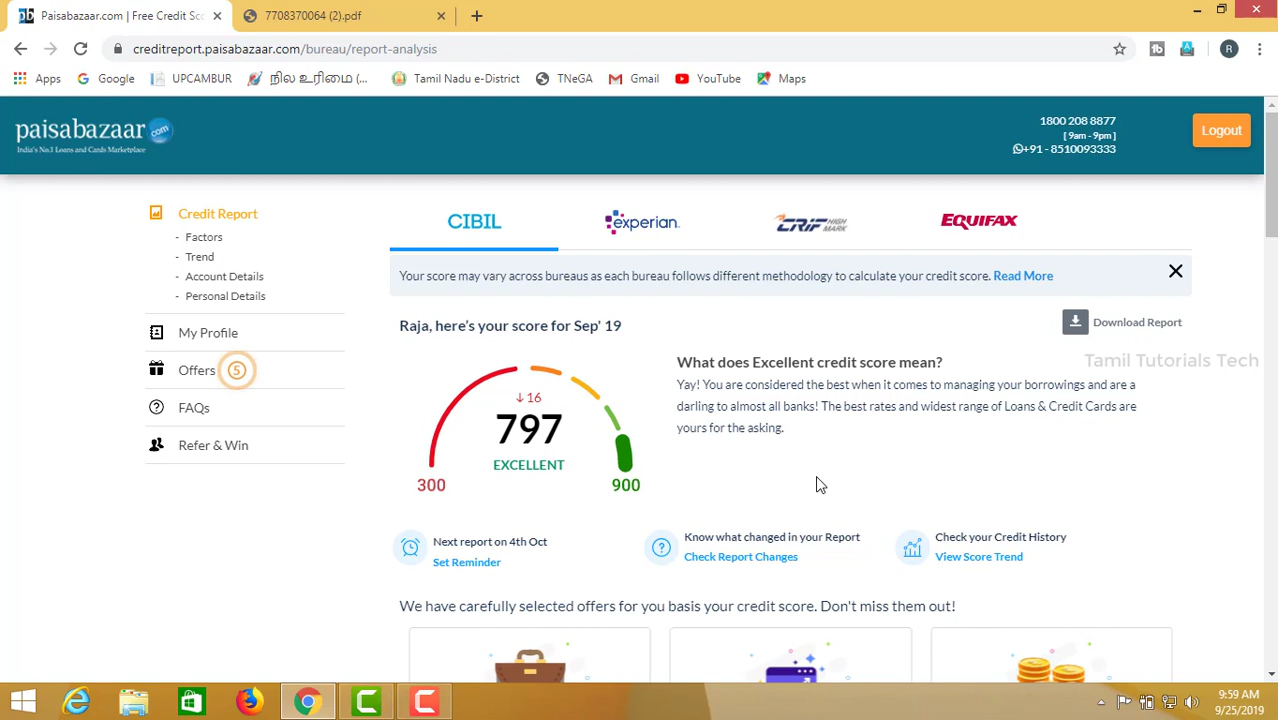 Paisabazaar.com | Free Credit Sco
7708370064 (2).pdf
creditreport.paisabazaar.com/bureau/report-analysis
Apps
Google
UPCAMBUR
நில உரிமை (...
Tamil Nedu e-District
TNeGA
Gmail
YouTube
Maps
R
paisabazaar.com
India's No.1 Loans and Cards Marketplace
1800 208 8877
[ 9am - 9pm ]
+91 - 8510093333
Logout
Credit Report
- Factors
- Trend
- Account Details
- Personal Details
My Profile
Offers 5
FAQs
Refer & Win
CIBIL
experian
CRIF HIGH MARK
EQUIFAX
Your score may vary across bureaus as each bureau follows different methodology to calculate your credit score. Read More
Raja, here's your score for Sep' 19
Download Report
Tamil Tutorials Tech
↓16
797
EXCELLENT
300
900
What does Excellent credit score mean?
Yay! You are considered the best when it comes to managing your borrowings and are a
darling to almost all banks! The best rates and widest range of Loans & Credit Cards are
yours for the asking.
Next report on 4th Oct
Set Reminder
Know what changed in your Report
Check Report Changes
Check your Credit History
View Score Trend
We have carefully selected offers for you basis your credit score. Don't miss them out!
9:59 AM
9/25/2019